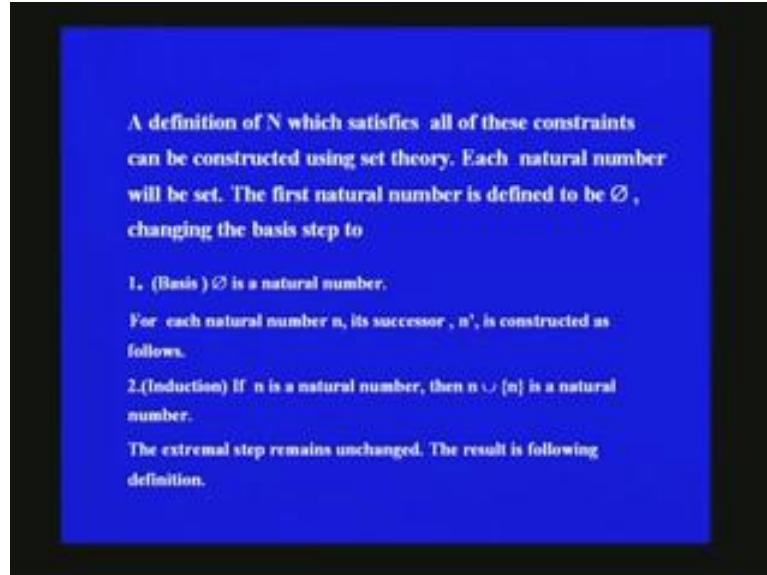 A definition of N which satisfies all of these constraints
can be constructed using set theory. Each natural number
will be set. The first natural number is defined to be ∅ ,
changing the basis step to
1. (Basis ) ∅ is a natural number.
For each natural number n, its successor , n', is constructed as
follows.
2.(Induction) If n is a natural number, then n ∪ {n} is a natural
number.
The extremal step remains unchanged. The result is following
definition.